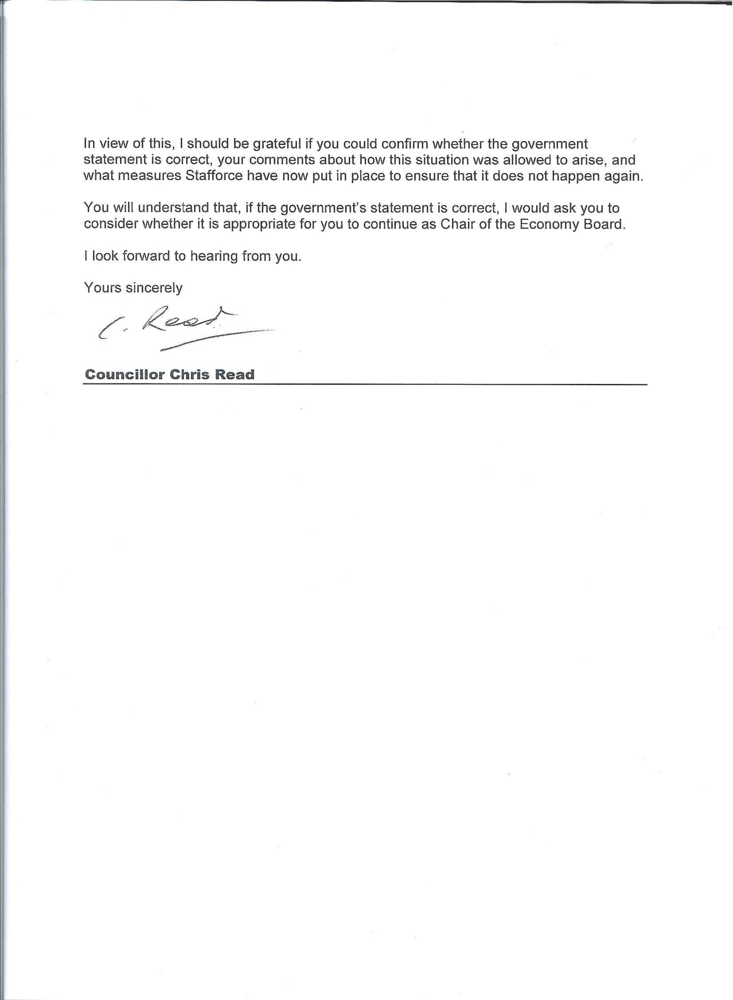 In view of this, I should be grateful if you could confirm whether the government
statement is correct, your comments about how this situation was allowed to arise, and
what measures Stafforce have now put in place to ensure that it does not happen again.
You will understand that, if the government's statement is correct, I would ask you to
consider whether it is appropriate for you to continue as Chair of the Economy Board.
I look forward to hearing from you.
Yours sincerely
C. Read
Councillor Chris Read